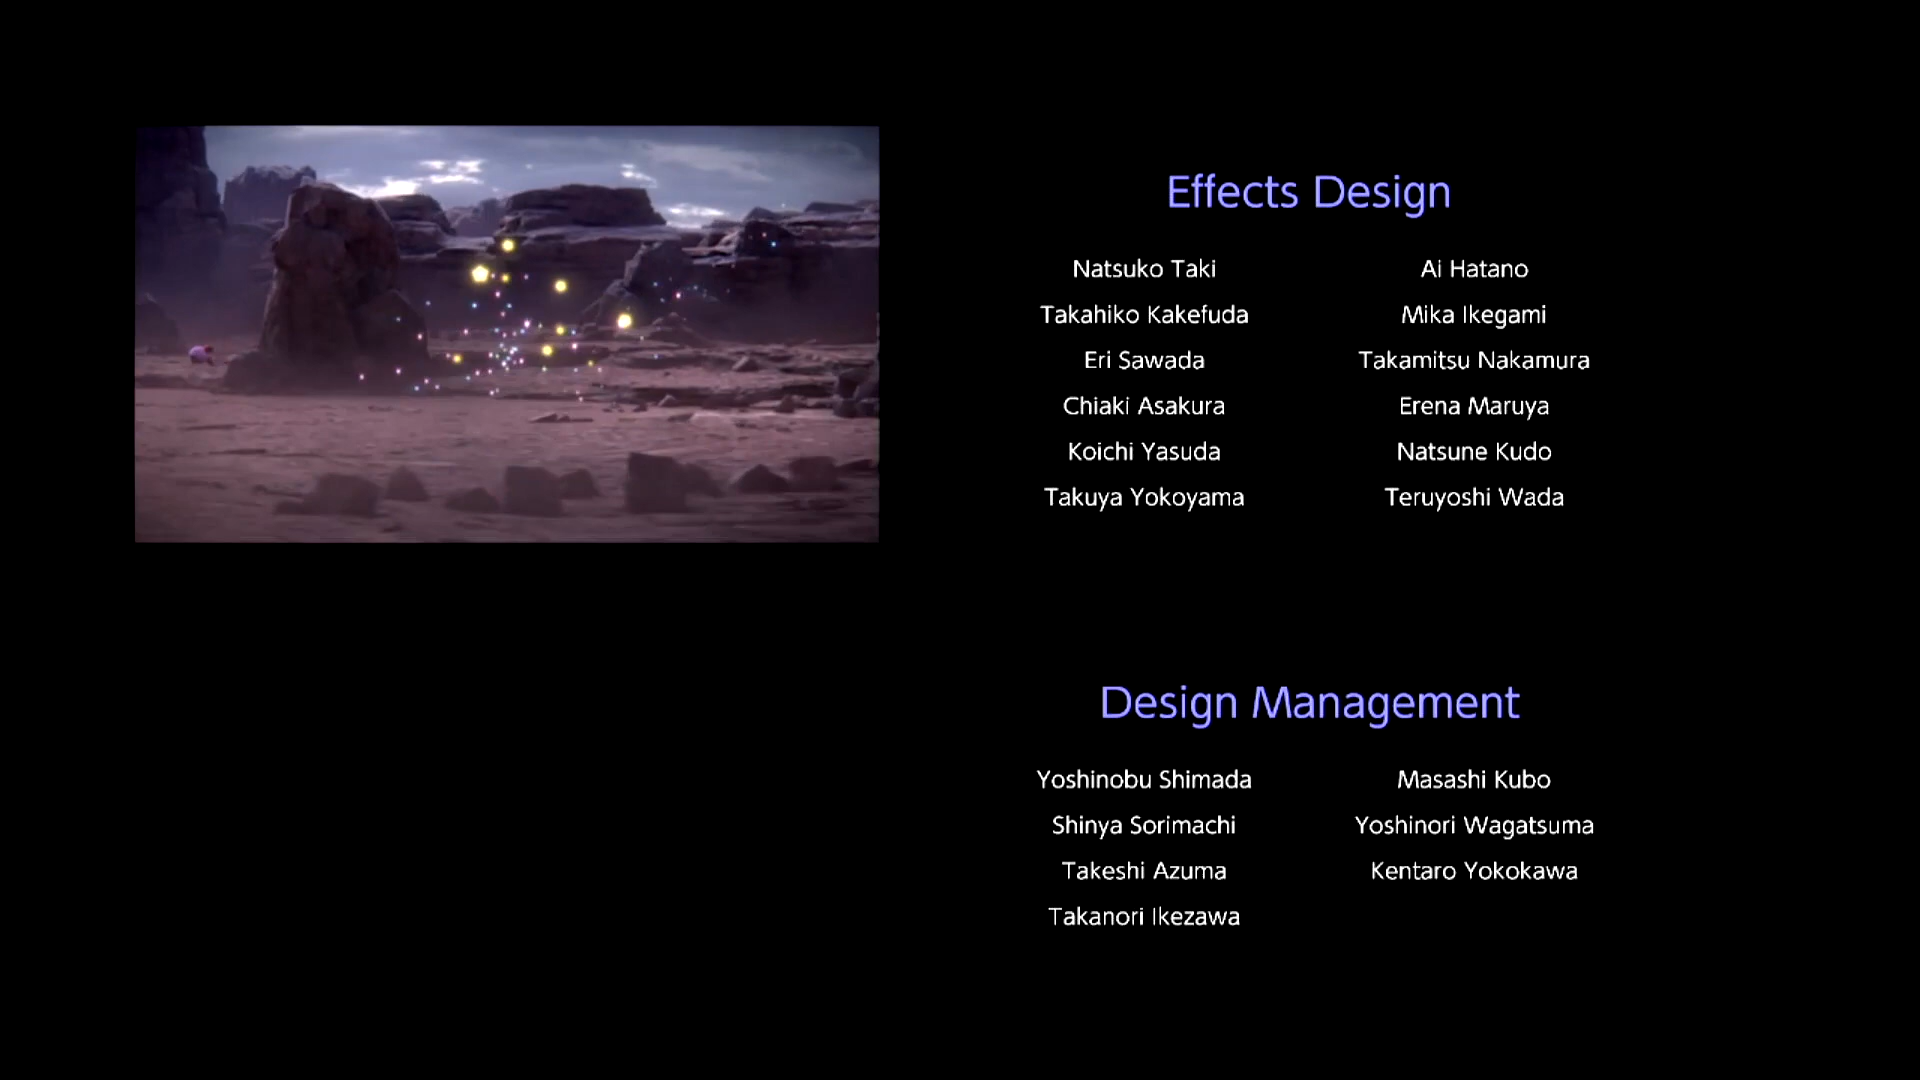 Effects Design
Natsuko Taki Ai Hatano
Takahiko Kakefuda Mika Ikegami
Eri Sawada Takamitsu Nakamura
Chiaki Asakura Erena Maruya
Koichi Yasuda Natsune Kudo
Takuya Yokoyama Teruyoshi Wada
Design Management
Yoshinobu Shimada Masashi Kubo
Shinya Sorimachi Yoshinori Wagatsuma
Takeshi Azuma Kentaro Yokokawa
Takanori Ikezawa